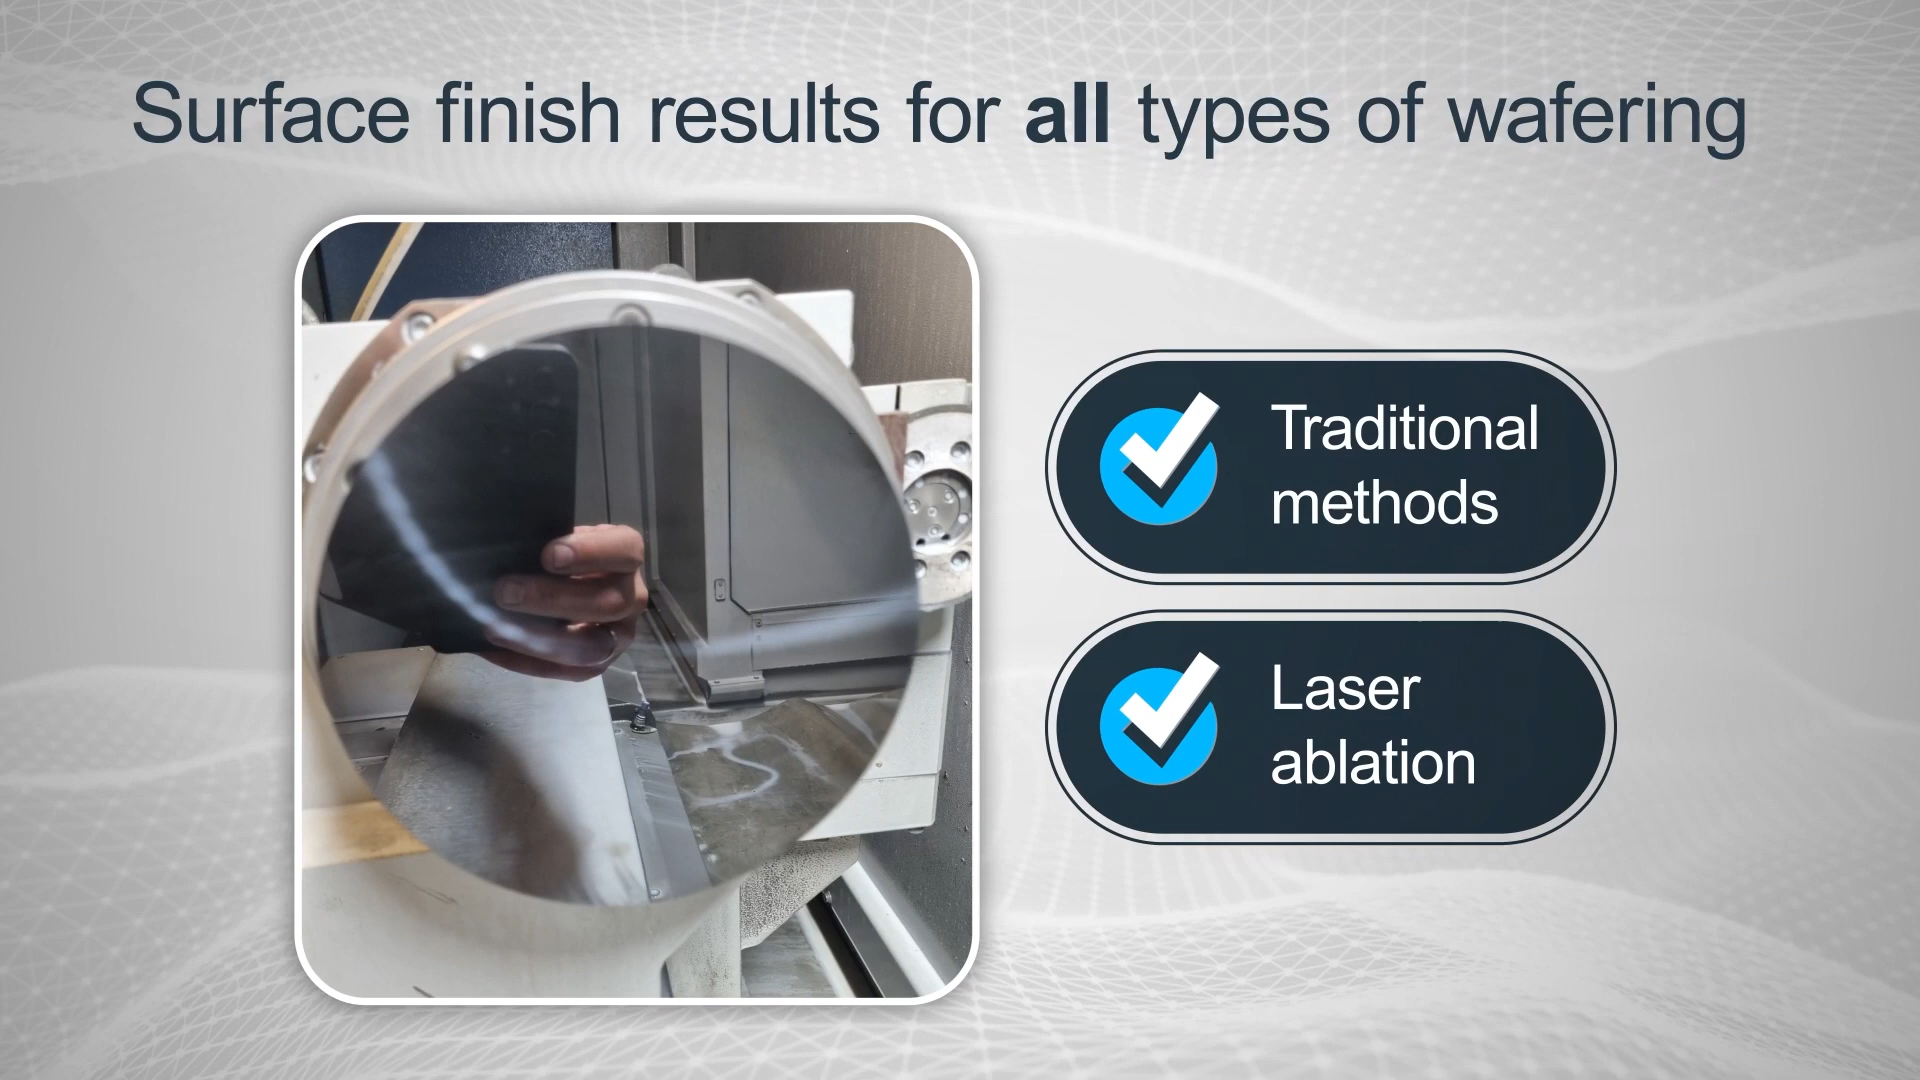 Surface finish results for all types of wafering
Traditional
methods
Laser
ablation